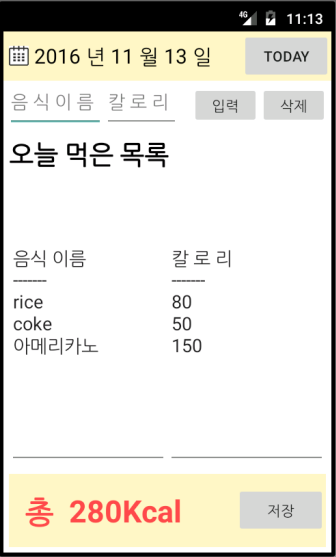 4G 11:13
2016 년 11 월 13 일 TODAY
음 식 이 름 칼 로 리 입력 삭제
오늘 먹은 목록
음식 이름 칼 로 리
------- -------
rice 80
coke 50
아메리카노 150
총 280Kcal 저장